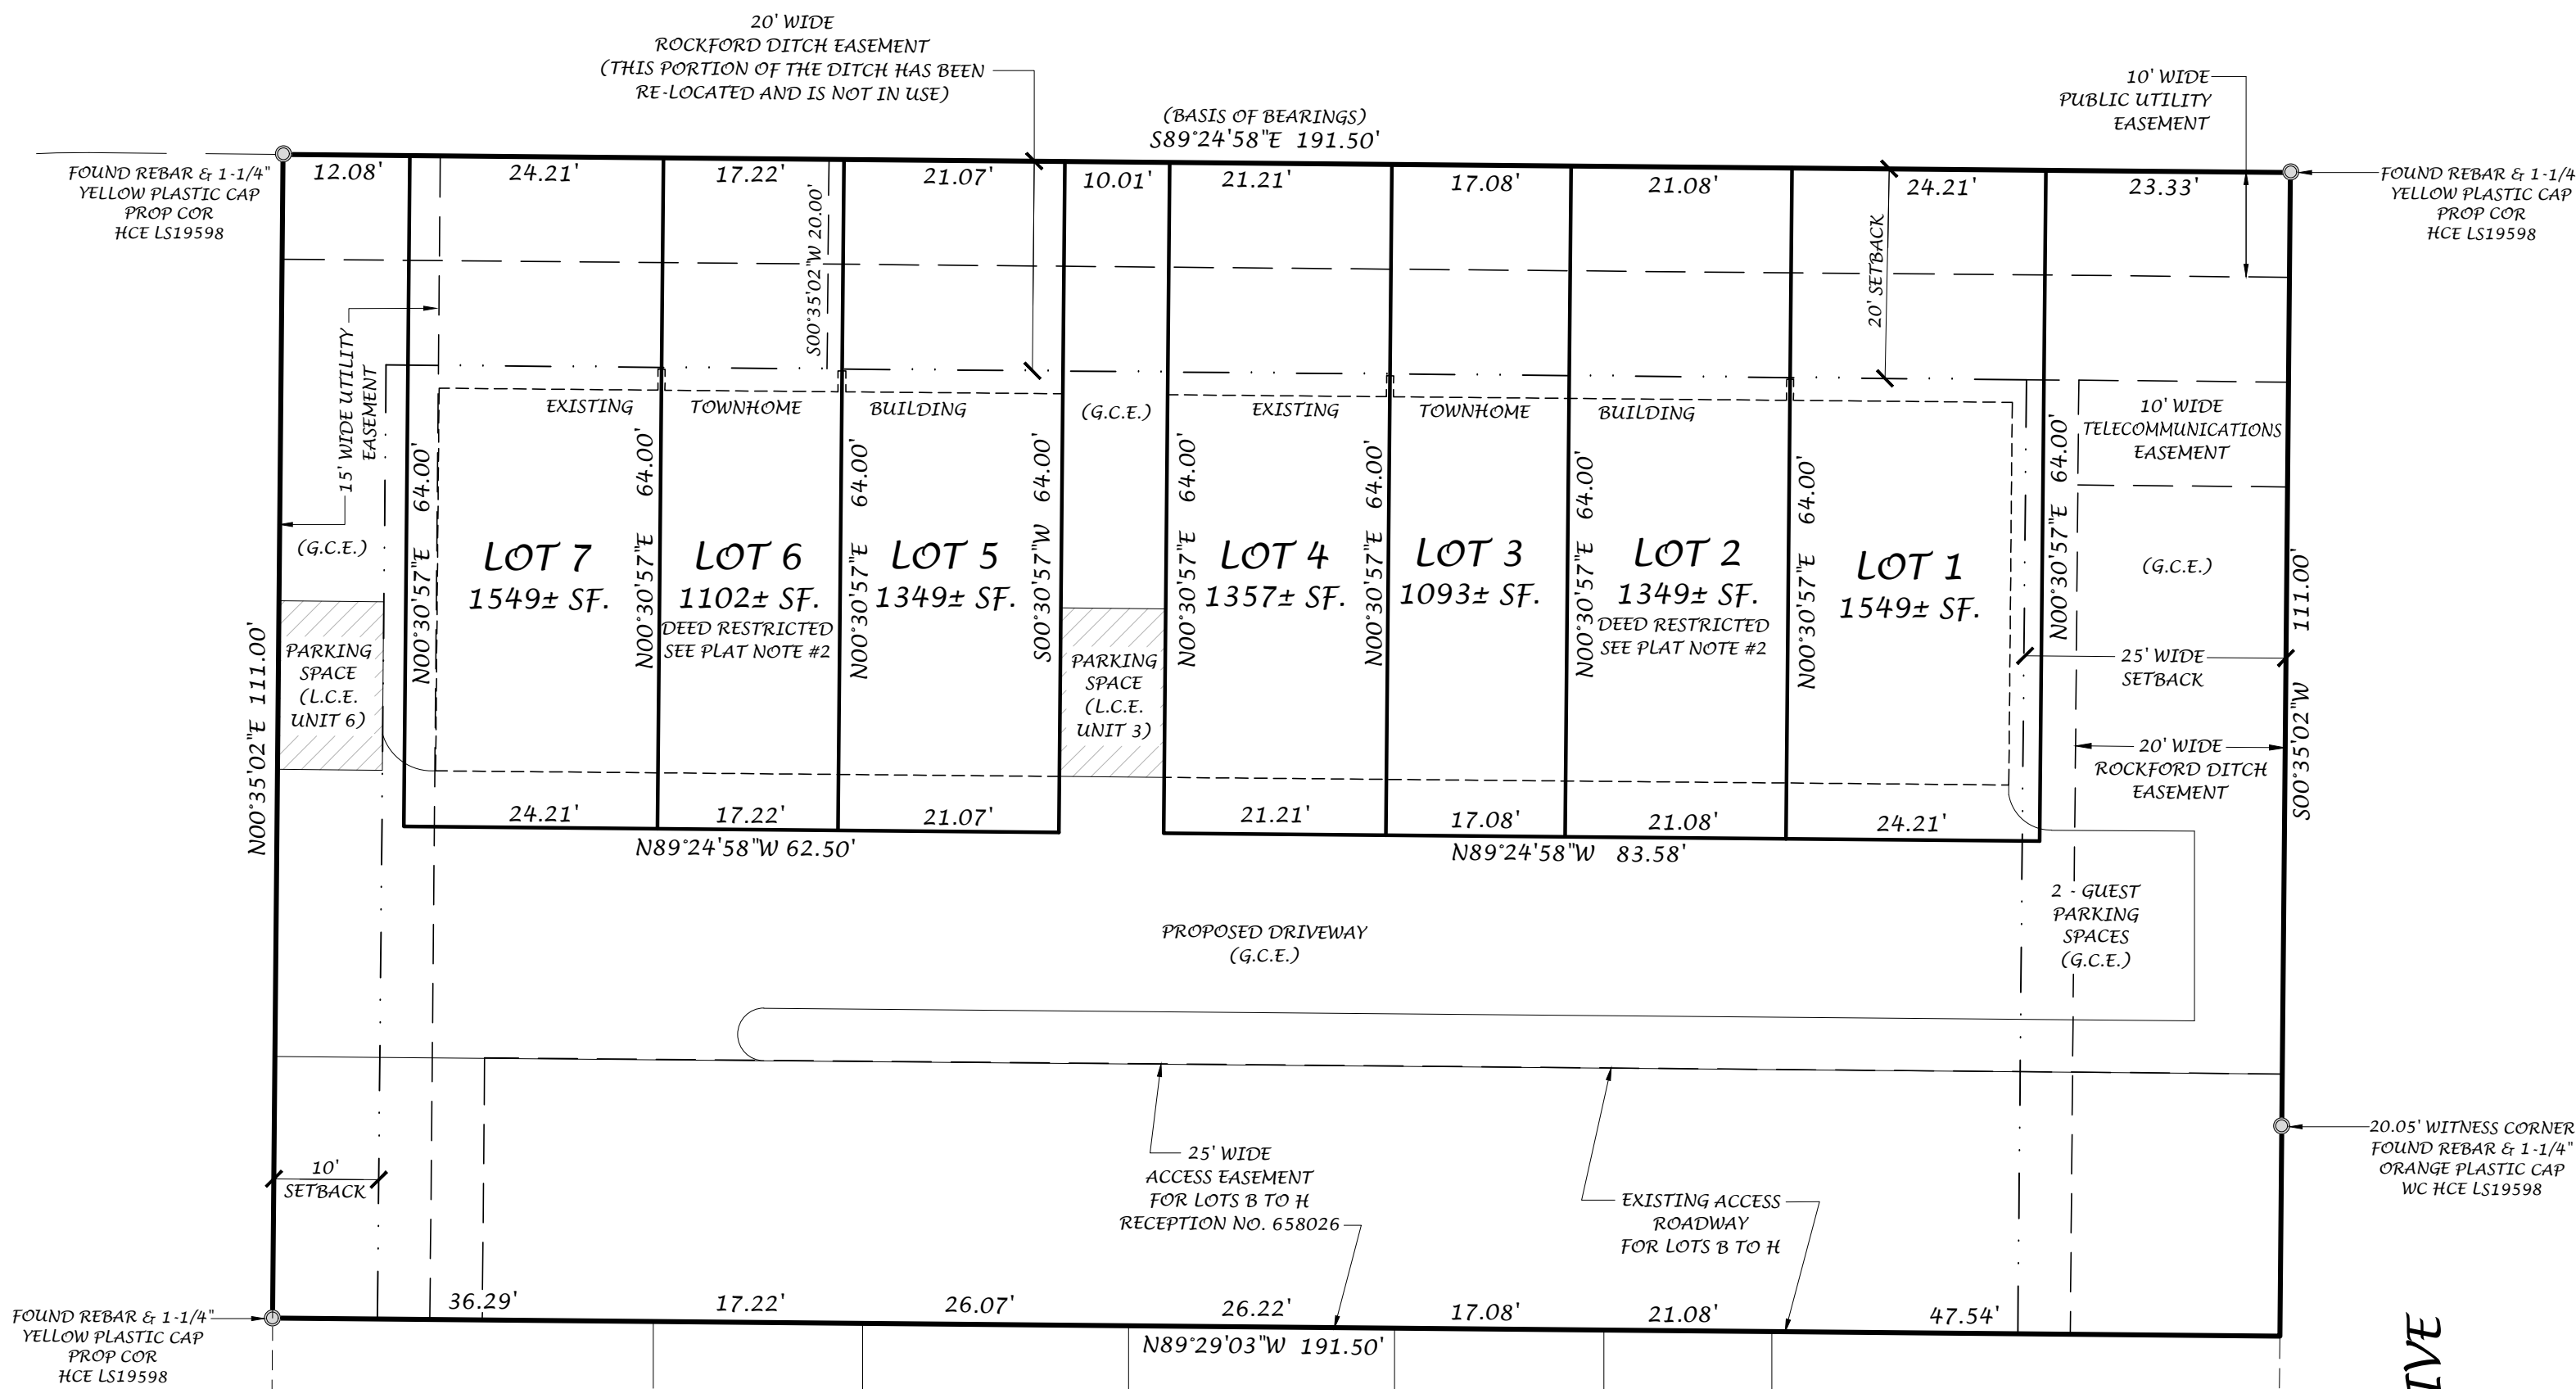 20' WIDE
ROCKFORD DITCH EASEMENT
(THIS PORTION OF THE DITCH HAS BEEN
RE-LOCATED AND IS NOT IN USE)
(BASIS OF BEARINGS)
S89°24'58"E 191.50'
10' WIDE
PUBLIC UTILITY
EASEMENT
FOUND REBAR & 1-1/4"
YELLOW PLASTIC CAP
PROP COR
HCE LS19598
12.08'
24.21'
17.22'
21.07'
10.01'
21.21'
17.08'
21.08'
24.21'
23.33'
FOUND REBAR & 1-1/4
YELLOW PLASTIC CAP
PROP COR
HCE LS19598
S00°35'02"W 20.00'
20' SETBACK
15' WIDE UTILITY
EASEMENT
EXISTING
TOWNHOME
BUILDING
(G.C.E.)
EXISTING
TOWNHOME
BUILDING
10' WIDE
TELECOMMUNICATIONS
EASEMENT
(G.C.E.)
N00°30'57"E 64.00'
LOT 7
1549± SF.
N00°30'57"E 64.00'
LOT 6
1102± SF.
DEED RESTRICTED
SEE PLAT NOTE #2
N00°30'57"E 64.00'
LOT 5
1349± SF.
S00°30'57"W 64.00'
N00°30'57"E 64.00'
LOT 4
1357± SF.
N00°30'57"E 64.00'
LOT 3
1093± SF.
N00°30'57"E 64.00'
LOT 2
1349± SF.
DEED RESTRICTED
SEE PLAT NOTE #2
N00°30'57"E 64.00'
LOT 1
1549± SF.
N00°30'57"E 64.00'
(G.C.E.)
N00°35'02"E 111.00'
PARKING
SPACE
(L.C.E.
UNIT 6)
PARKING
SPACE
(L.C.E.
UNIT 3)
25' WIDE
SETBACK
20' WIDE
ROCKFORD DITCH
EASEMENT
S00°35'02"W 111.00'
24.21'
17.22'
21.07'
21.21'
17.08'
21.08'
24.21'
N89°24'58"W 62.50'
N89°24'58"W 83.58'
2 - GUEST
PARKING
SPACES
(G.C.E.)
PROPOSED DRIVEWAY
(G.C.E.)
10'
SETBACK
25' WIDE
ACCESS EASEMENT
FOR LOTS B TO H
RECEPTION NO. 658026
EXISTING ACCESS
ROADWAY
FOR LOTS B TO H
20.05' WITNESS CORNER
FOUND REBAR & 1-1/4"
ORANGE PLASTIC CAP
WC HCE LS19598
36.29'
17.22'
26.07'
26.22'
17.08'
21.08'
47.54'
N89°29'03"W 191.50'
FOUND REBAR & 1-1/4"
YELLOW PLASTIC CAP
PROP COR
HCE LS19598
IVE